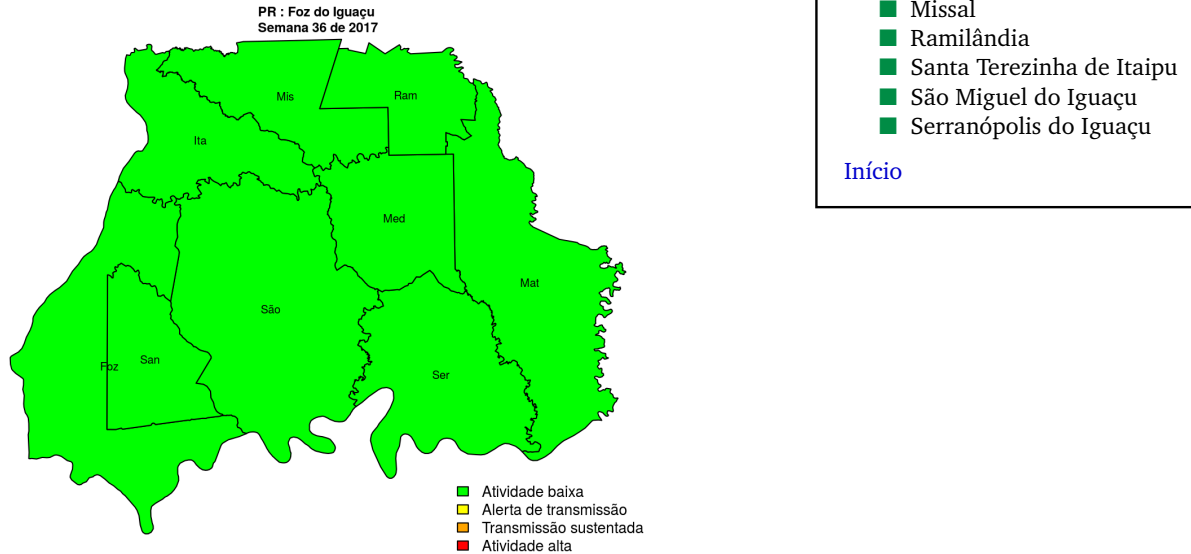 PR : Foz do Iguaçu
Semana 36 de 2017
Mis
Ram
Ita
Med
Mat
São
Foz
San
Ser
Atividade baixa
Alerta de transmissão
Transmissão sustentada
Atividade alta
Missal
Ramilândia
Santa Terezinha de Itaipu
São Miguel do Iguaçu
Serranópolis do Iguaçu
Início